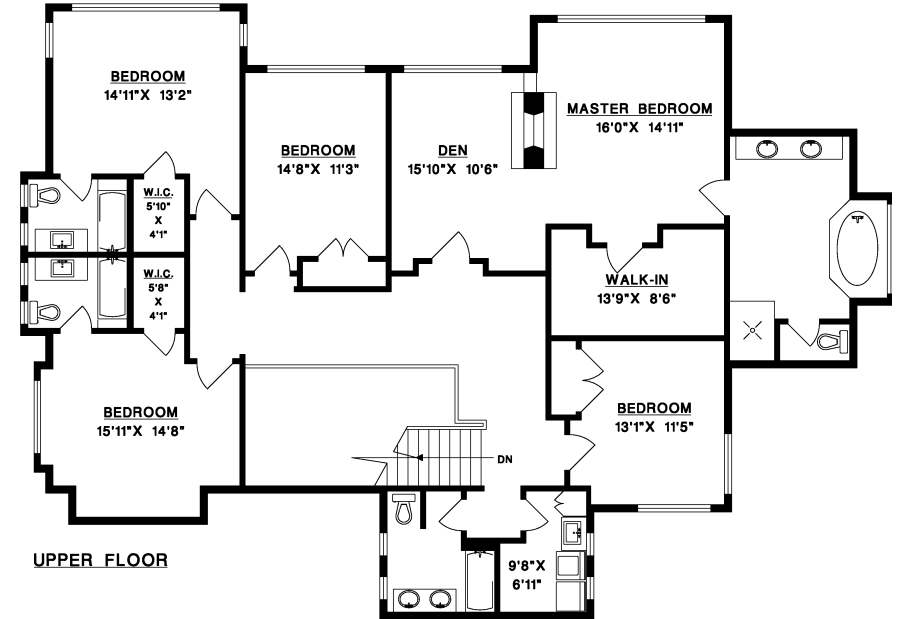 BEDROOM
14'11"X 13'2"
BEDROOM
14'8"X 11'3"
DEN
15'10"X 10'6"
MASTER BEDROOM
16'0"X 14'11"
W.I.C.
5'10"
X
4'1"
W.I.C.
5'8"
X
4'1"
WALK-IN
13'9"X 8'6"
BEDROOM
15'11"X 14'8"
BEDROOM
13'1"X 11'5"
DN
UPPER FLOOR
9'8"X
6'11"